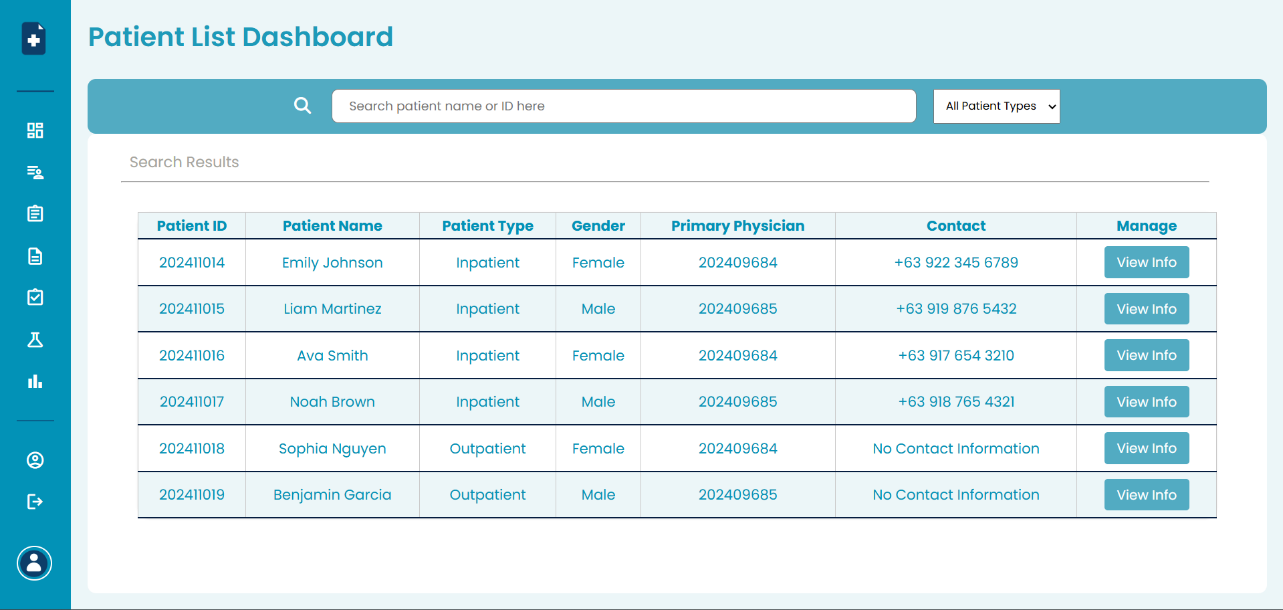 Patient List Dashboard
Search patient name or ID here
All Patient Types
Search Results
Patient ID Patient Name Patient Type Gender Primary Physician Contact Manage
202411014 Emily Johnson Inpatient Female 202409684 +63 922 345 6789 View Info
202411015 Liam Martinez Inpatient Male 202409685 +63 919 876 5432 View Info
202411016 Ava Smith Inpatient Female 202409684 +63 917 654 3210 View Info
202411017 Noah Brown Inpatient Male 202409685 +63 918 765 4321 View Info
202411018 Sophia Nguyen Outpatient Female 202409684 No Contact Information View Info
202411019 Benjamin Garcia Outpatient Male 202409685 No Contact Information View Info